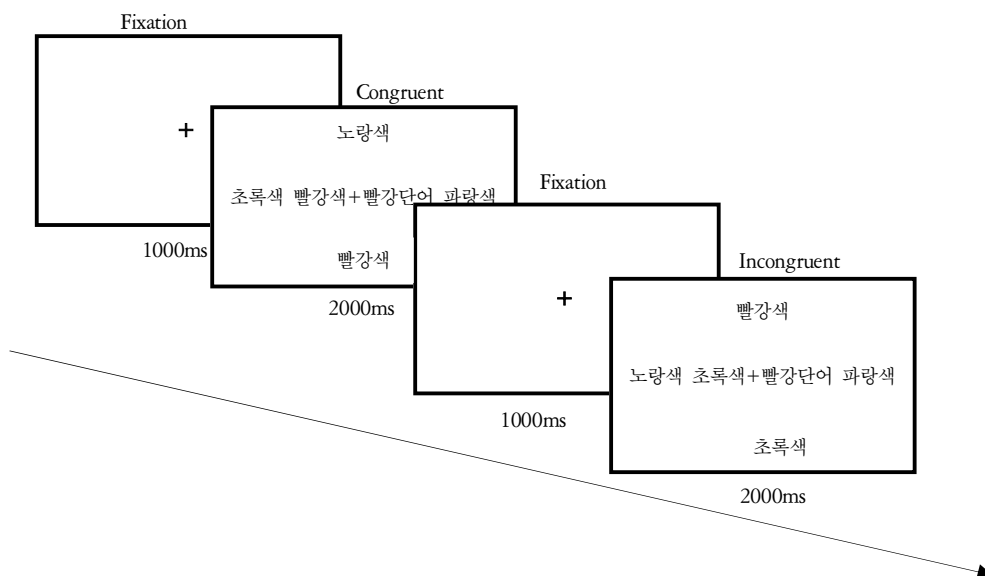 Fixation
+
1000ms
Congruent
노랑색
초록색 빨강색+빨강단어 파랑색
빨강색
2000ms
Fixation
+
1000ms
Incongruent
빨강색
노랑색 초록색+빨강단어 파랑색
초록색
2000ms